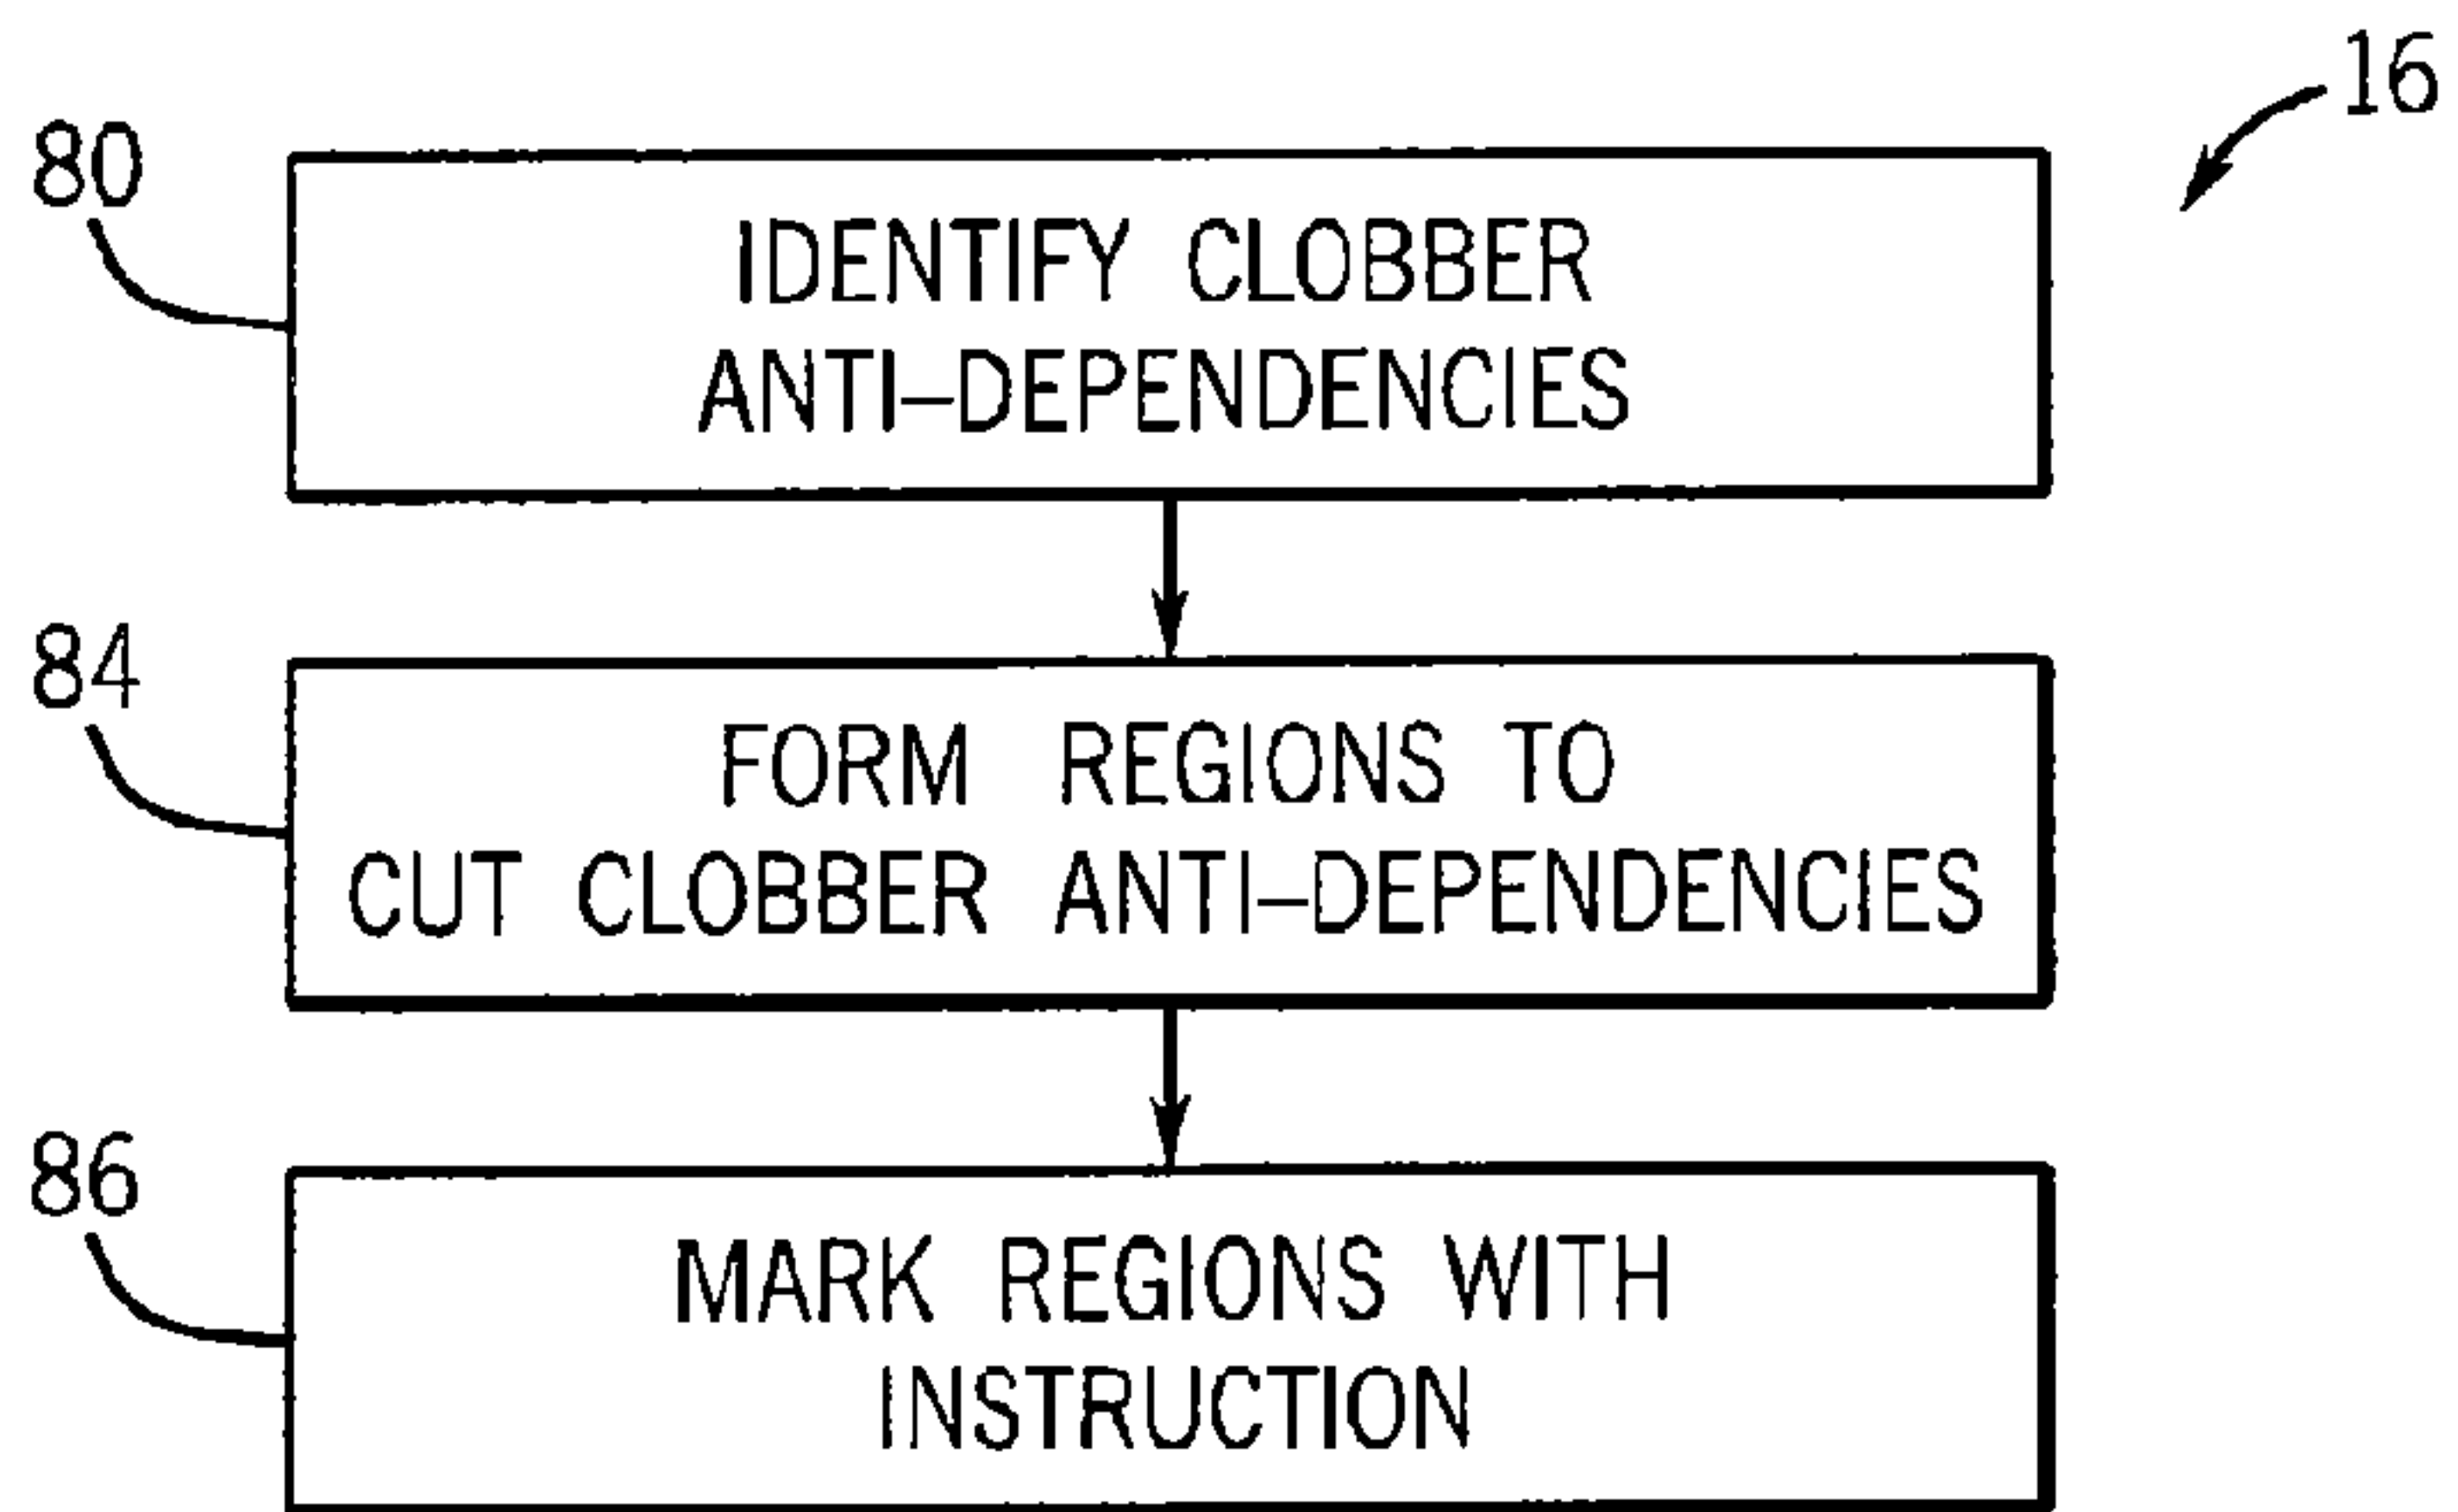 16
80
IDENTIFY CLOBBER
ANTI–DEPENDENCIES
84
FORM REGIONS TO
CUT CLOBBER ANTI–DEPENDENCIES
86
MARK REGIONS WITH
INSTRUCTION